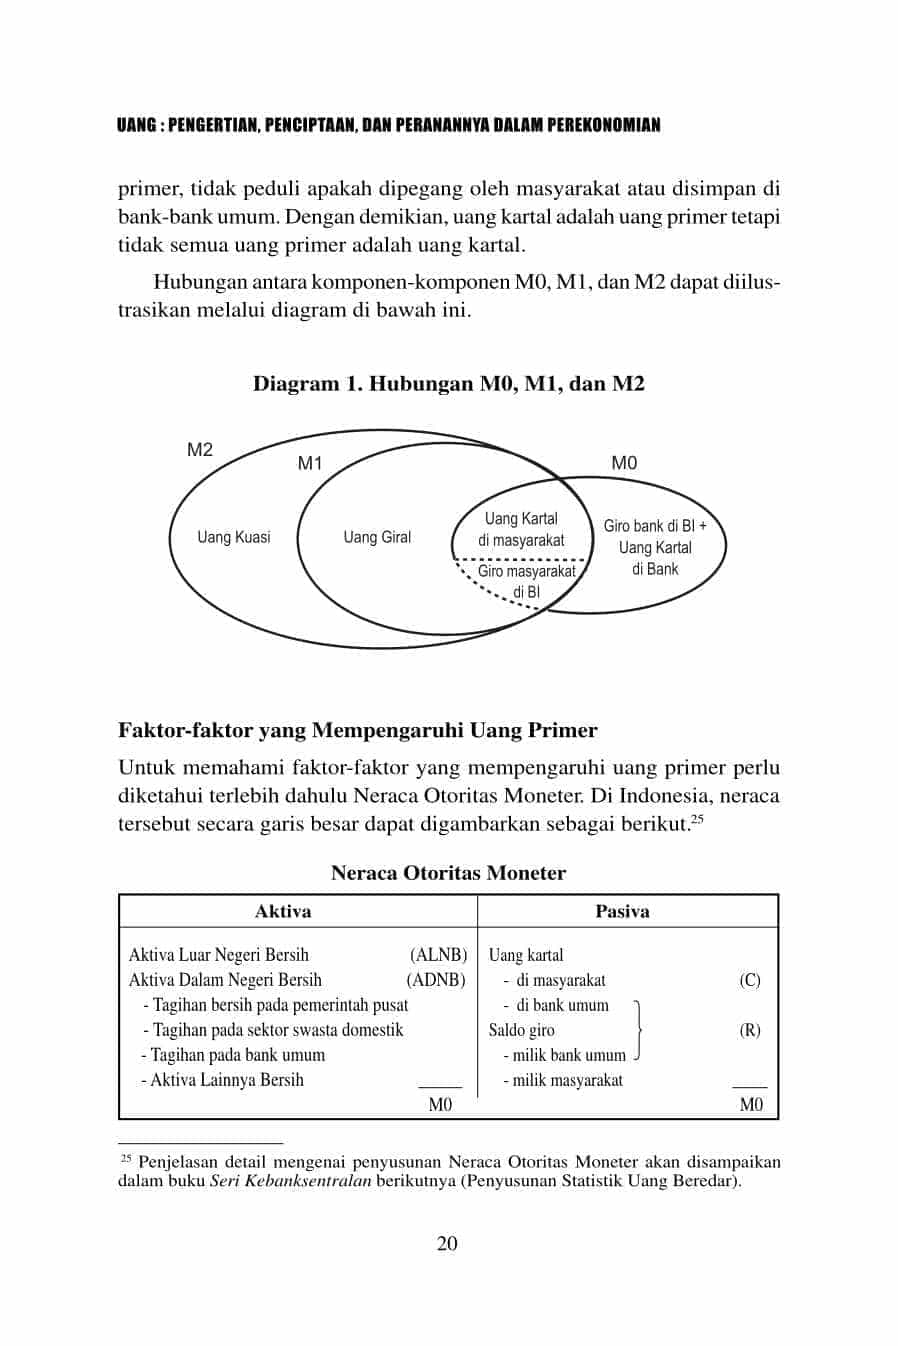 UANG : PENGERTIAN, PENCIPTAAN, DAN PERANANNYA DALAM PEREKONOMIAN
primer, tidak peduli apakah dipegang oleh masyarakat atau disimpan di
bank-bank umum. Dengan demikian, uang kartal adalah uang primer tetapi
tidak semua uang primer adalah uang kartal.
Hubungan antara komponen-komponen M0, M1, dan M2 dapat diilus-
trasikan melalui diagram di bawah ini.
Diagram 1. Hubungan M0, M1, dan M2
M2
M1
M0
Uang Kuasi
Uang Giral
Uang Kartal
di masyarakat
Giro masyarakat
di BI
Giro bank di BI +
Uang Kartal
di Bank
Faktor-faktor yang Mempengaruhi Uang Primer
Untuk memahami faktor-faktor yang mempengaruhi uang primer perlu
diketahui terlebih dahulu Neraca Otoritas Moneter. Di Indonesia, neraca
tersebut secara garis besar dapat digambarkan sebagai berikut.25
Neraca Otoritas Moneter
Aktiva Pasiva
Aktiva Luar Negeri Bersih (ALNB) Uang kartal
Aktiva Dalam Negeri Bersih (ADNB) - di masyarakat (C)
- Tagihan bersih pada pemerintah pusat - di bank umum
- Tagihan pada sektor swasta domestik Saldo giro (R)
- Tagihan pada bank umum - milik bank umum
- Aktiva Lainnya Bersih - milik masyarakat
M0 M0
25 Penjelasan detail mengenai penyusunan Neraca Otoritas Moneter akan disampaikan
dalam buku Seri Kebanksentralan berikutnya (Penyusunan Statistik Uang Beredar).
20